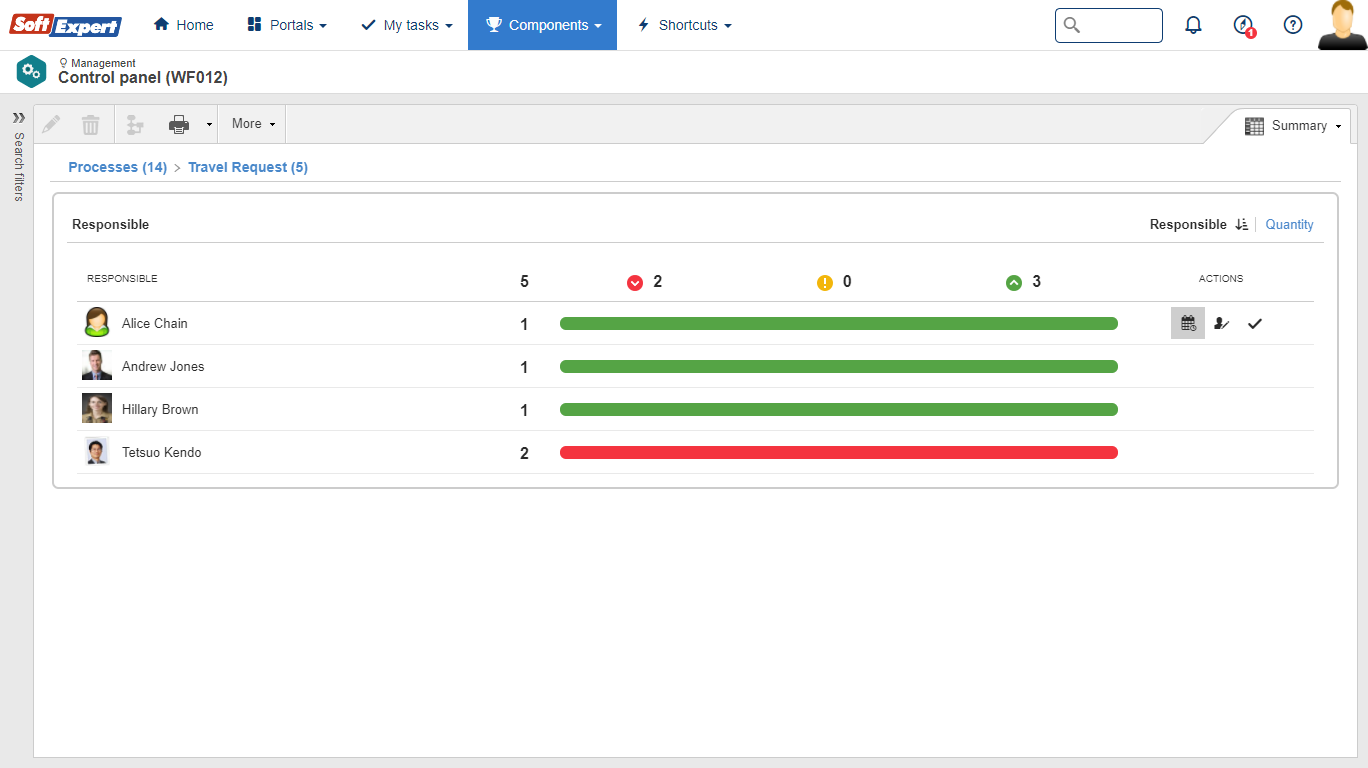 Soft Expert Home Portals My tasks Components Shortcuts 1
Management
Control panel (WF012)
Search filters
More Summary
Processes (14) > Travel Request (5)
Responsible Responsible Quantity
RESPONSIBLE 5 2 0 3 ACTIONS
Alice Chain 1
Andrew Jones 1
Hillary Brown 1
Tetsuo Kendo 2